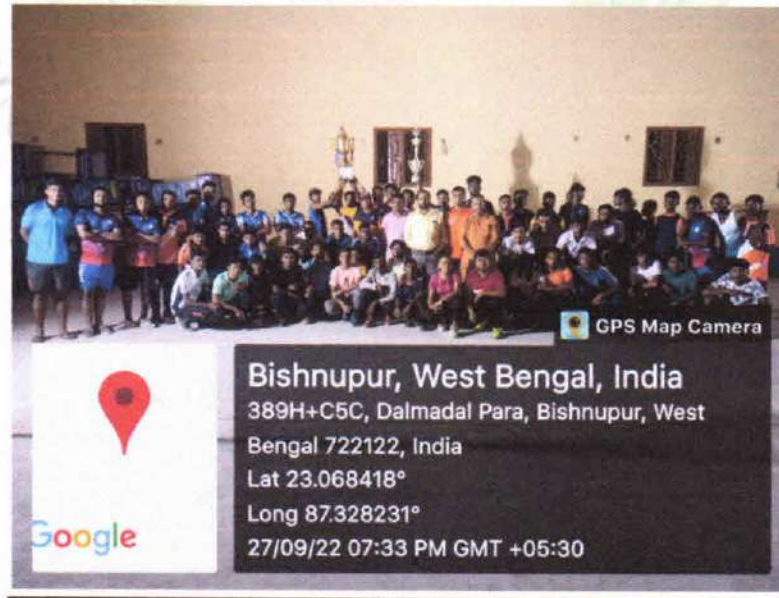 GPS Map Camera
Bishnupur, West Bengal, India
389H+C5C, Dalmadal Para, Bishnupur, West
Bengal 722122, India
Lat 23.068418°
Long 87.328231°
27/09/22 07:33 PM GMT +05:30
Google